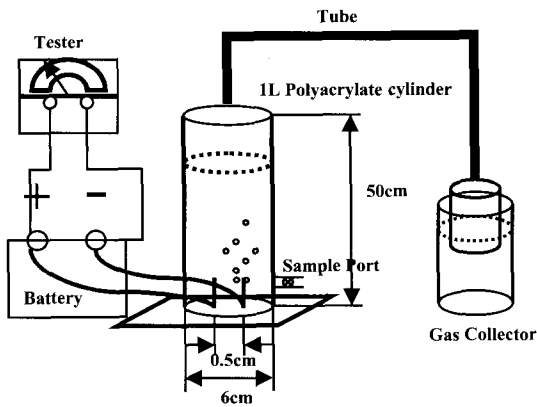 Tube
Tester
1L Polyacrylate cylinder
50cm
+ −
Sample Port
Battery
Gas Collector
0.5cm
6cm